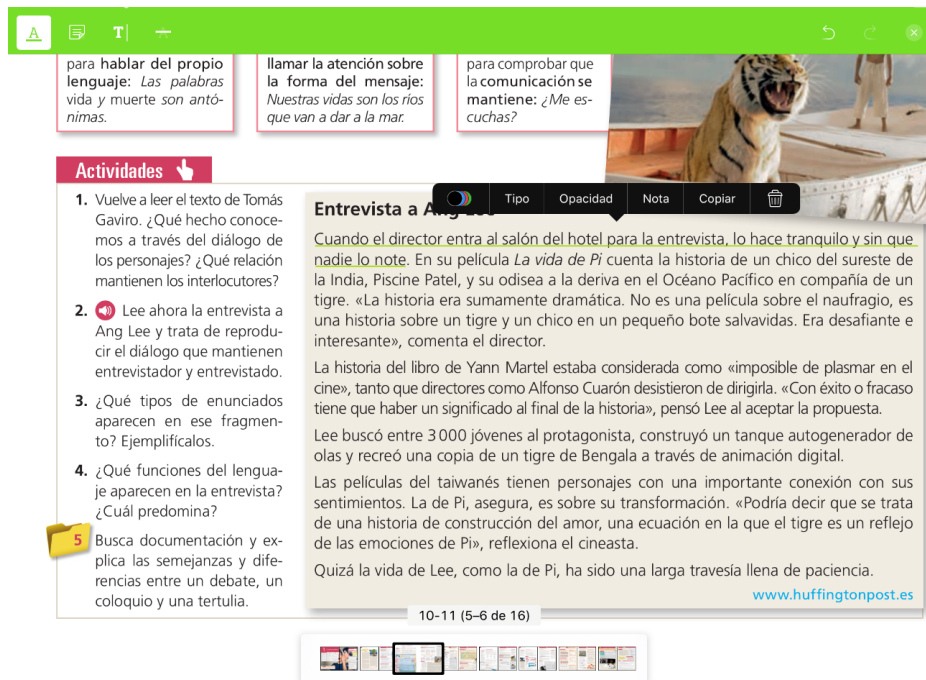 A
T
A
para hablar del propio
lenguaje: Las palabras
vida y muerte son antó-
nimas.
llamar la atención sobre
la forma del mensaje:
Nuestras vidas son los ríos
que van a dar a la mar.
para comprobar que
la comunicación se
mantiene: ¿Me es-
cuchas?
Actividades
1. Vuelve a leer el texto de Tomás
Gaviro. ¿Qué hecho conoce-
mos a través del diálogo de
los personajes? ¿Qué relación
mantienen los interlocutores?
2. Lee ahora la entrevista a
Ang Lee y trata de reprodu-
cir el diálogo que mantienen
entrevistador y entrevistado.
3. ¿Qué tipos de enunciados
aparecen en ese fragmen-
to? Ejemplifícalos.
4. ¿Qué funciones del lengua-
je aparecen en la entrevista?
¿Cuál predomina?
5 Busca documentación y ex-
plica las semejanzas y dife-
rencias entre un debate, un
coloquio y una tertulia.
Tipo Opacidad Nota Copiar
Entrevista a Ang Lee
Cuando el director entra al salón del hotel para la entrevista, lo hace tranquilo y sin que
nadie lo note. En su película La vida de Pi cuenta la historia de un chico del sureste de
la India, Piscine Patel, y su odisea a la deriva en el Océano Pacífico en compañía de un
tigre. «La historia era sumamente dramática. No es una película sobre el naufragio, es
una historia sobre un tigre y un chico en un pequeño bote salvavidas. Era desafiante e
interesante», comenta el director.
La historia del libro de Yann Martel estaba considerada como «imposible de plasmar en el
cine», tanto que directores como Alfonso Cuarón desistieron de dirigirla. «Con éxito o fracaso
tiene que haber un significado al final de la historia», pensó Lee al aceptar la propuesta.
Lee buscó entre 3 000 jóvenes al protagonista, construyó un tanque autogenerador de
olas y recreó una copia de un tigre de Bengala a través de animación digital.
Las películas del taiwanés tienen personajes con una importante conexión con sus
sentimientos. La de Pi, asegura, es sobre su transformación. «Podría decir que se trata
de una historia de construcción del amor, una ecuación en la que el tigre es un reflejo
de las emociones de Pi», reflexiona el cineasta.
Quizá la vida de Lee, como la de Pi, ha sido una larga travesía llena de paciencia.
www.huffingtonpost.es
10-11 (5–6 de 16)